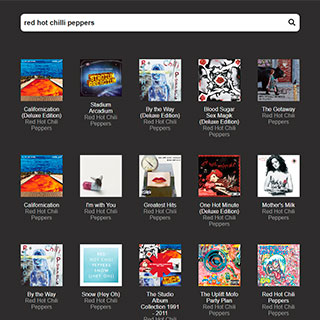 red hot chilli peppers
Californication
(Deluxe Edition)
Red Hot Chili
Peppers
Stadium
Arcadium
Red Hot Chili
Peppers
By the Way
(Deluxe Edition)
Red Hot Chili
Peppers
Blood Sugar
Sex Magik
(Deluxe Edition)
Red Hot Chili
Peppers
The Getaway
Red Hot Chili
Peppers
Californication
Red Hot Chili
Peppers
I'm with You
Red Hot Chili
Peppers
Greatest Hits
Red Hot Chili
Peppers
One Hot Minute
(Deluxe Edition)
Red Hot Chili
Peppers
Mother's Milk
Red Hot Chili
Peppers
RED HOT
CHILI
PEPPERS
SNOW
By the Way
Red Hot Chili
Peppers
Snow (Hey Oh)
Red Hot Chili
Peppers
The Studio
Album
Collection 1991
- 2011
The Uplift Mofo
Party Plan
Red Hot Chili
Peppers
Red Hot Chili
Peppers
Red Hot Chili
Peppers